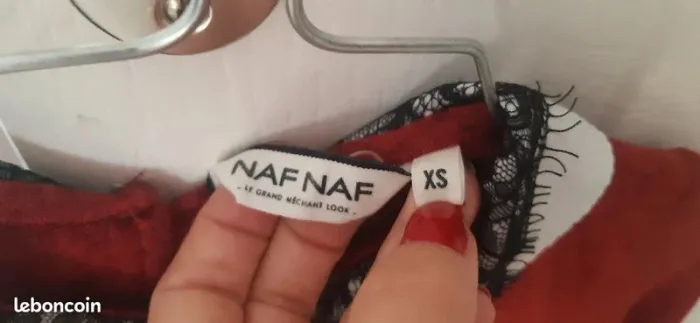 NAF NAF
- LE GRAND MÉCHANT LOOK -
XS
leboncoin